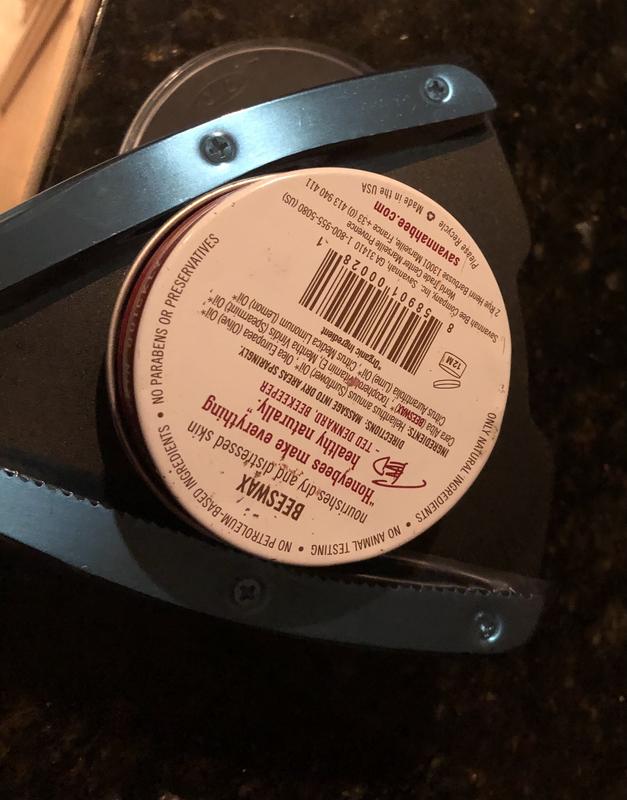 BEESWAX
nourishes dry and distressed skin
"Honeybees make everything
healthy naturally."
– TED DENNARD, BEEKEEPER
DIRECTIONS: MASSAGE INTO DRY AREAS SPARINGLY.
INGREDIENTS:
Cera Alba (BEESWAX)*, Tocopherol (Vitamin E), Mentha Viridis (Spearmint) Oil*,
Helianthus annuus (Sunflower) Oil*, Olea Europaea (Olive) Oil*,
Citrus Aurantifolia (Lime) Oil*, Citrus Medica Limonum (Lemon) Oil*
*Organic Ingredient
12M
8 58907 00028 1
Savannah Bee Company, Inc. Savannah, GA 31410 1-800-955-5080 (US)
World Trade Center Marseille Provence
2 Rue Henri Barbusse 13001 Marseille, France +33 (0) 413 940 411
savannahbee.com
Please Recycle Made in the USA
NO PETROLEUM-BASED INGREDIENTS • NO PARABENS OR PRESERVATIVES
ONLY NATURAL INGREDIENTS • NO ANIMAL TESTING •